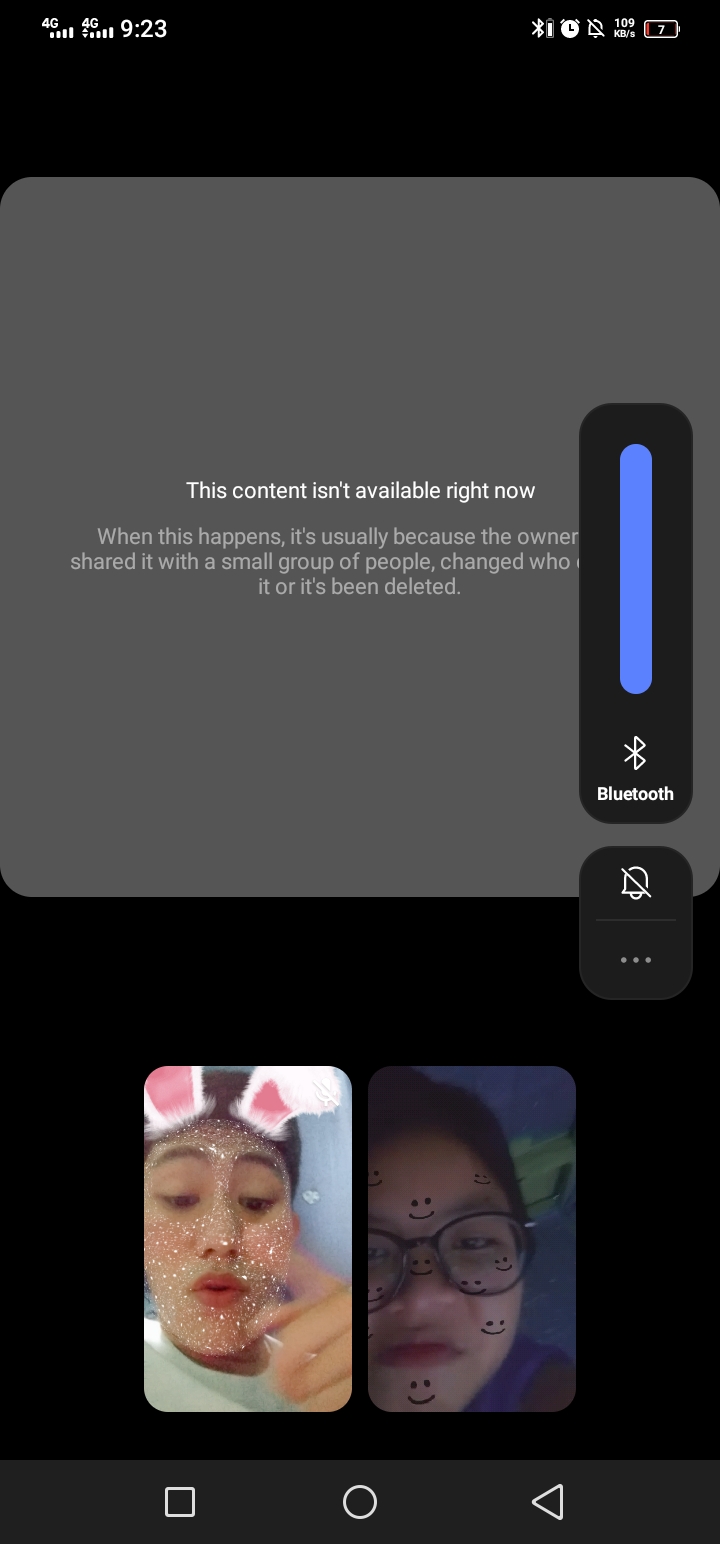 4G 4G 9:23
109
KB/s
7
This content isn't available right now
When this happens, it's usually because the owner
shared it with a small group of people, changed who
it or it's been deleted.
Bluetooth